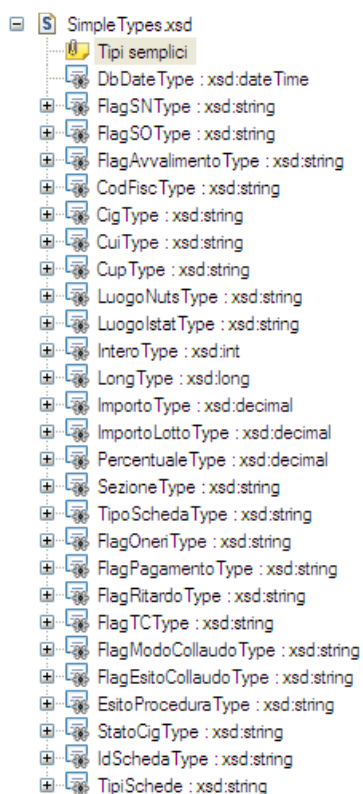 SimpleTypes.xsd
Tipi semplici
DbDateType : xsd:dateTime
FlagSNType : xsd:string
FlagSOType : xsd:string
FlagAvvalimentoType : xsd:string
CodFiscType : xsd:string
CigType : xsd:string
CuiType : xsd:string
CupType : xsd:string
LuogoNutsType : xsd:string
LuogoIstatType : xsd:string
InteroType : xsd:int
LongType : xsd:long
ImportoType : xsd:decimal
ImportoLottoType : xsd:decimal
PercentualeType : xsd:decimal
SezioneType : xsd:string
TipoSchedaType : xsd:string
FlagOneriType : xsd:string
FlagPagamentoType : xsd:string
FlagRitardoType : xsd:string
FlagTCType : xsd:string
FlagModoCollaudoType : xsd:string
FlagEsitoCollaudoType : xsd:string
EsitoProceduraType : xsd:string
StatoCigType : xsd:string
IdSchedaType : xsd:string
TipiSchede : xsd:string